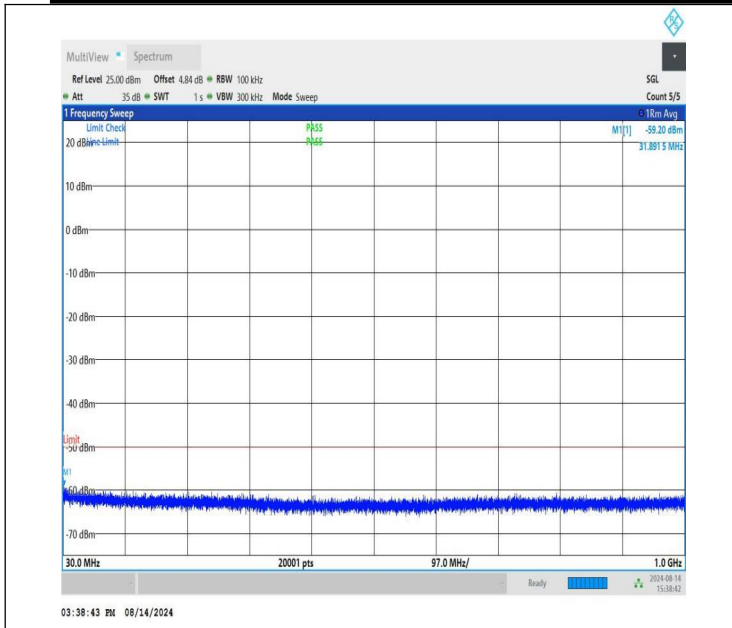 R S
MultiView Spectrum
Ref Level 25.00 dBm Offset 4.84 dB RBW 100 kHz SGL
Att 35 dB SWT 1 s VBW 300 kHz Mode Sweep Count 5/5
1 Frequency Sweep 1Rm Avg
Limit Check PASS M1[1] -59.20 dBm
20 dBm Line Limit PASS 31.891 5 MHz
10 dBm
0 dBm
-10 dBm
-20 dBm
-30 dBm
-40 dBm
Limit
-50 dBm
M1
-60 dBm
-70 dBm
30.0 MHz 20001 pts 97.0 MHz/ 1.0 GHz
Ready 2024-08-14
15:38:42
03:38:43 PM 08/14/2024